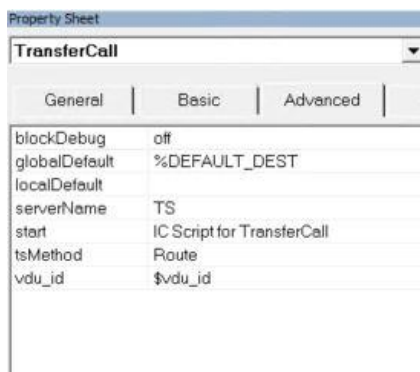 Property Sheet
TransferCall
General Basic Advanced
blockDebug off
globalDefault %DEFAULT_DEST
localDefault
serverName TS
start IC Script for TransferCall
tsMethod Route
vdu_id $vdu_id